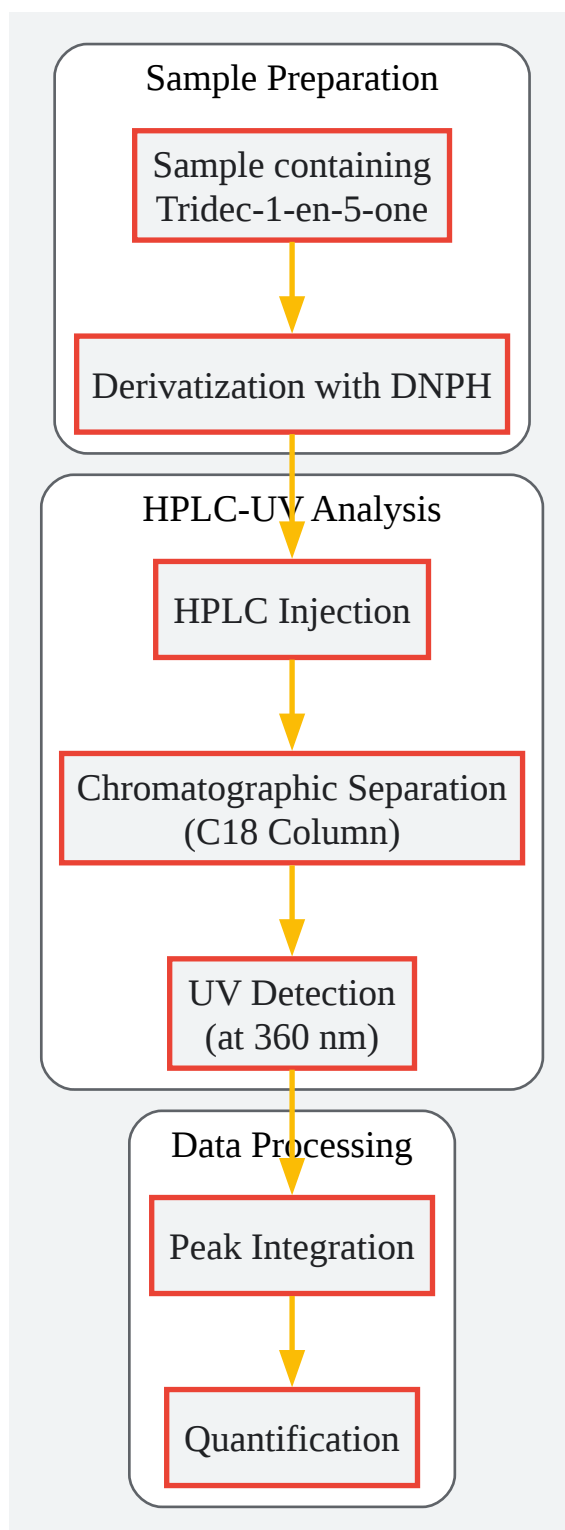 Sample Preparation
Sample containing
Tridec-1-en-5-one
Derivatization with DNPH
HPLC-UV Analysis
HPLC Injection
Chromatographic Separation
(C18 Column)
UV Detection
(at 360 nm)
Data Processing
Peak Integration
Quantification